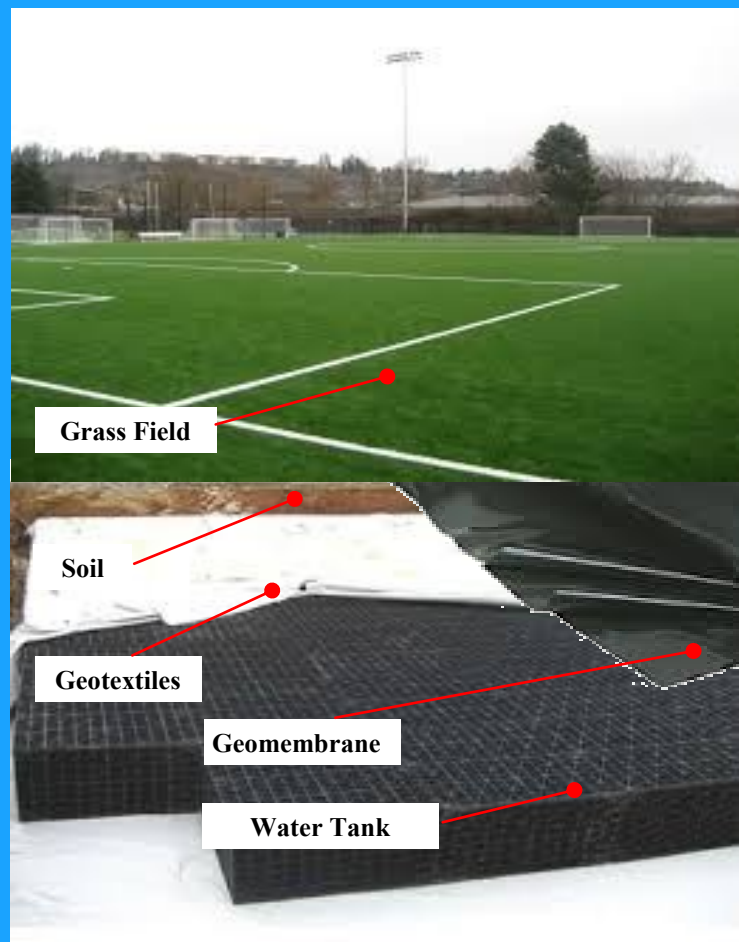 Grass Field
Soil
Geotextiles
Geomembrane
Water Tank